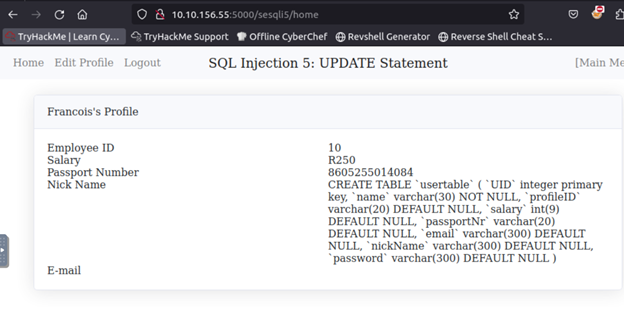 10.10.156.55:5000/sesqli5/home
TryHackMe | Learn Cy… TryHackMe Support Offline CyberChef Revshell Generator Reverse Shell Cheat S…
Home Edit Profile Logout SQL Injection 5: UPDATE Statement [Main Me
Francois's Profile
Employee ID 10
Salary R250
Passport Number 8605255014084
Nick Name CREATE TABLE `usertable` ( `UID` integer primary
key, `name` varchar(30) NOT NULL, `profileID`
varchar(20) DEFAULT NULL, `salary` int(9)
DEFAULT NULL, `passportNr` varchar(20)
DEFAULT NULL, `email` varchar(300) DEFAULT
NULL, `nickName` varchar(300) DEFAULT NULL,
`password` varchar(300) DEFAULT NULL )
E-mail